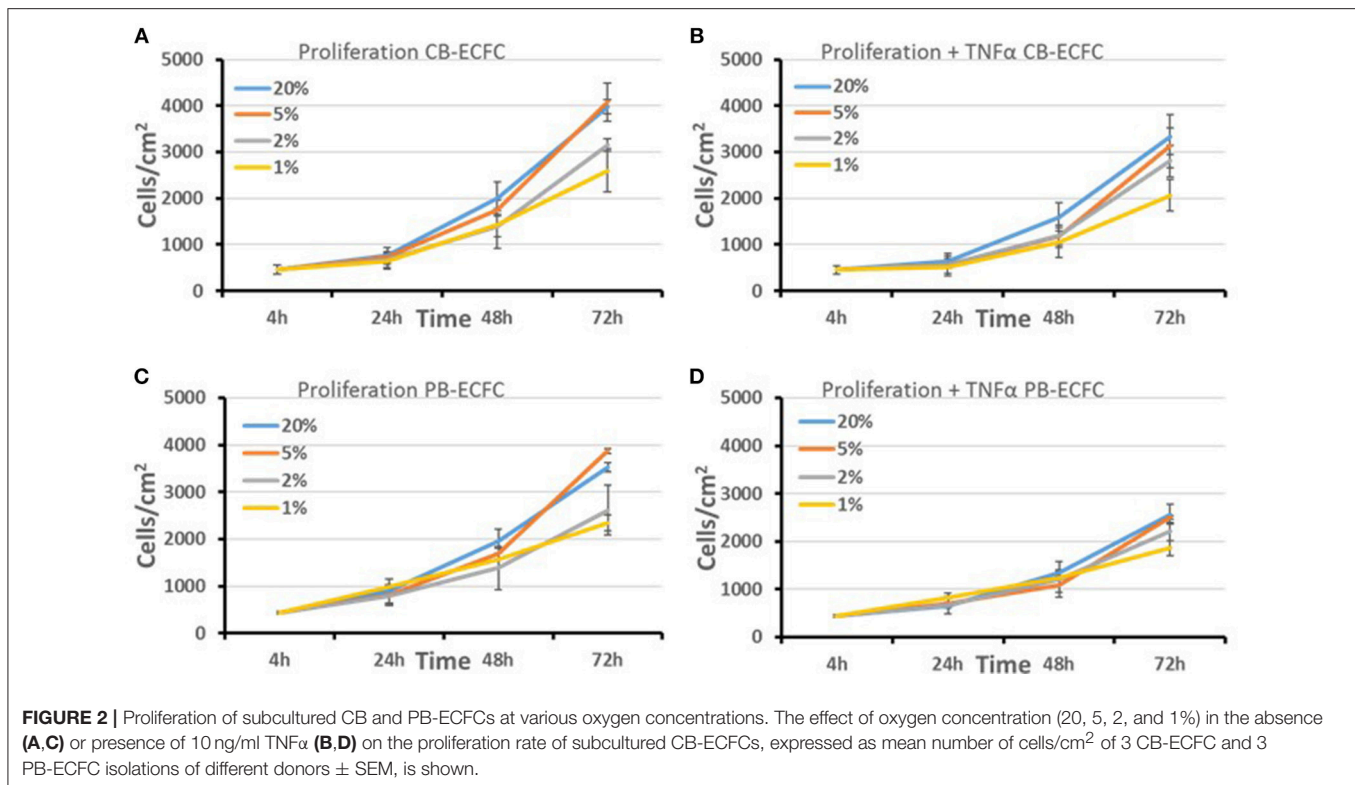 A
Proliferation CB-ECFC
5000
4000
3000
2000
1000
0
Cells/cm²
20%
5%
2%
1%
4h 24h Time 48h 72h
B
Proliferation + TNFα CB-ECFC
5000
4000
3000
2000
1000
0
Cells/cm²
20%
5%
2%
1%
4h 24h Time 48h 72h
C
Proliferation PB-ECFC
5000
4000
3000
2000
1000
0
Cells/cm²
20%
5%
2%
1%
4h 24h Time 48h 72h
D
Proliferation + TNFα PB-ECFC
5000
4000
3000
2000
1000
0
Cells/cm²
20%
5%
2%
1%
4h 24h Time 48h 72h
FIGURE 2 | Proliferation of subcultured CB and PB-ECFCs at various oxygen concentrations. The effect of oxygen concentration (20, 5, 2, and 1%) in the absence
(A,C) or presence of 10 ng/ml TNFα (B,D) on the proliferation rate of subcultured CB-ECFCs, expressed as mean number of cells/cm² of 3 CB-ECFC and 3
PB-ECFC isolations of different donors ± SEM, is shown.